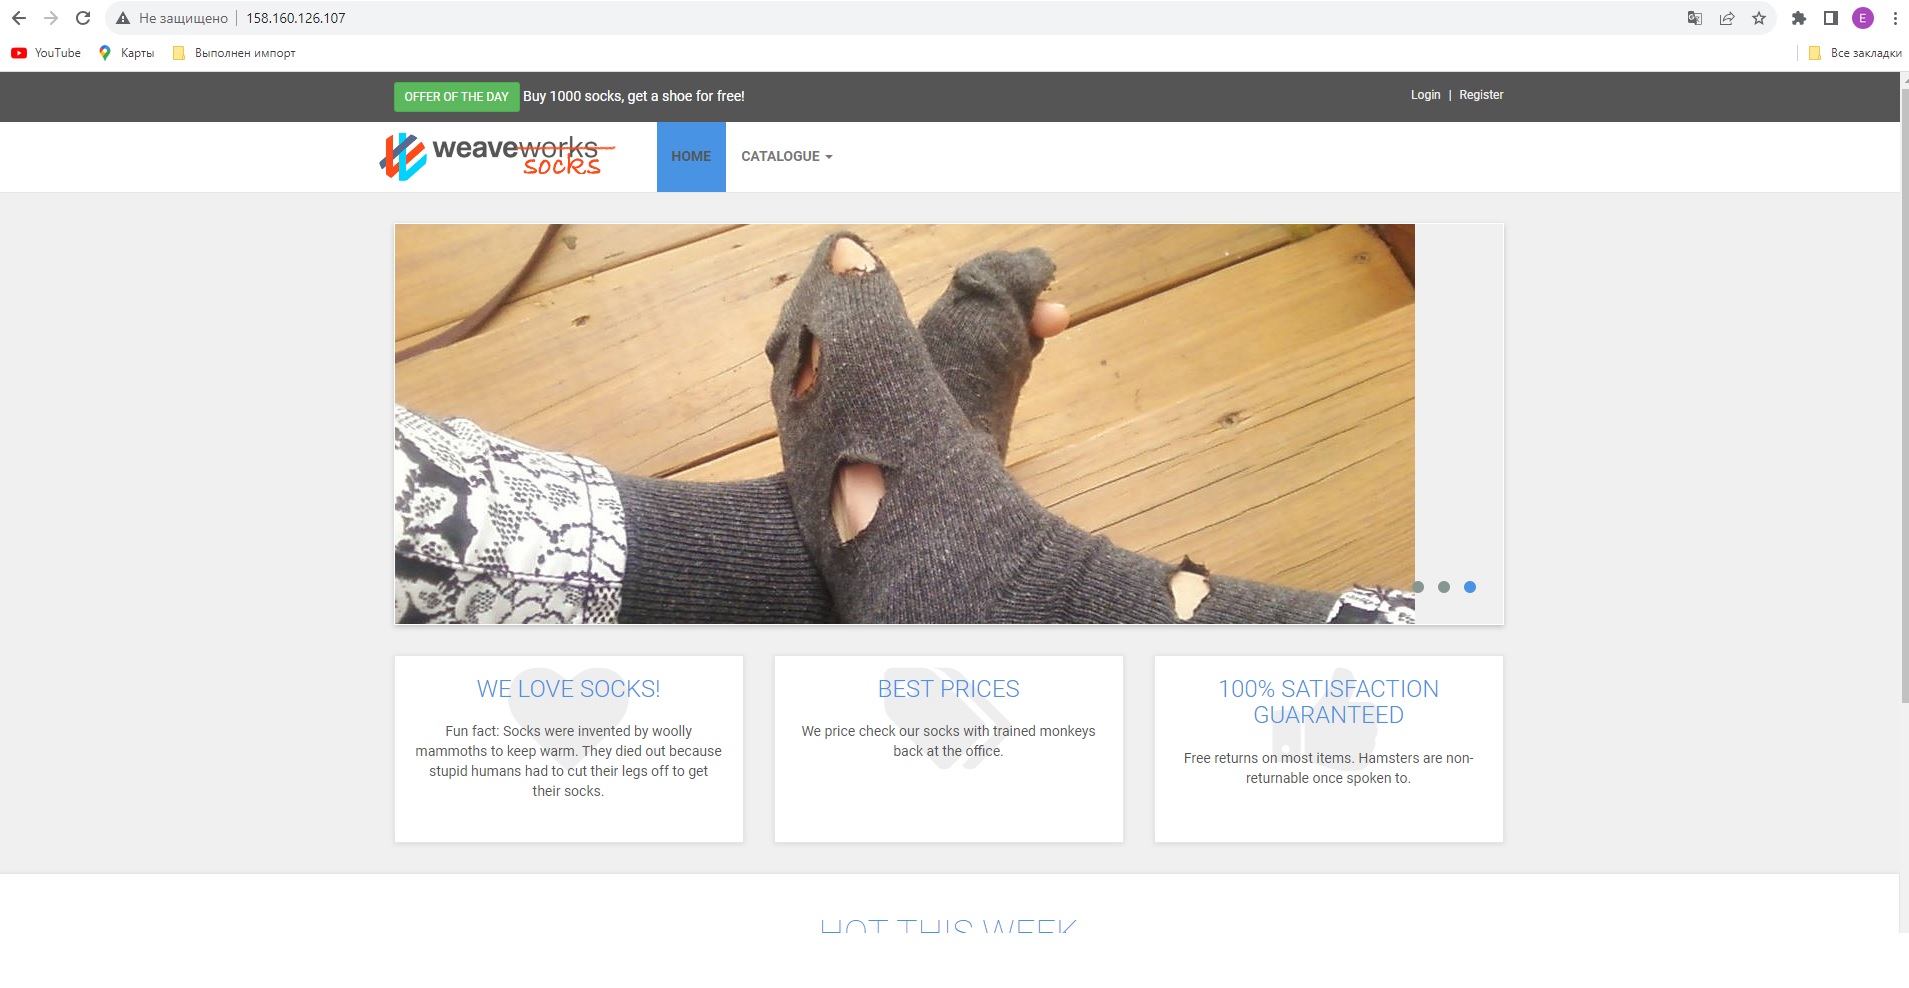 Не защищено | 158.160.126.107
YouTube Карты Выполнен импорт Все закладки
OFFER OF THE DAY Buy 1000 socks, get a shoe for free! Login | Register
weaveworks
socks
HOME CATALOGUE
WE LOVE SOCKS!
Fun fact: Socks were invented by woolly
mammoths to keep warm. They died out because
stupid humans had to cut their legs off to get
their socks.
BEST PRICES
We price check our socks with trained monkeys
back at the office.
100% SATISFACTION
GUARANTEED
Free returns on most items. Hamsters are non-
returnable once spoken to.
HOT THIS WEEK
E